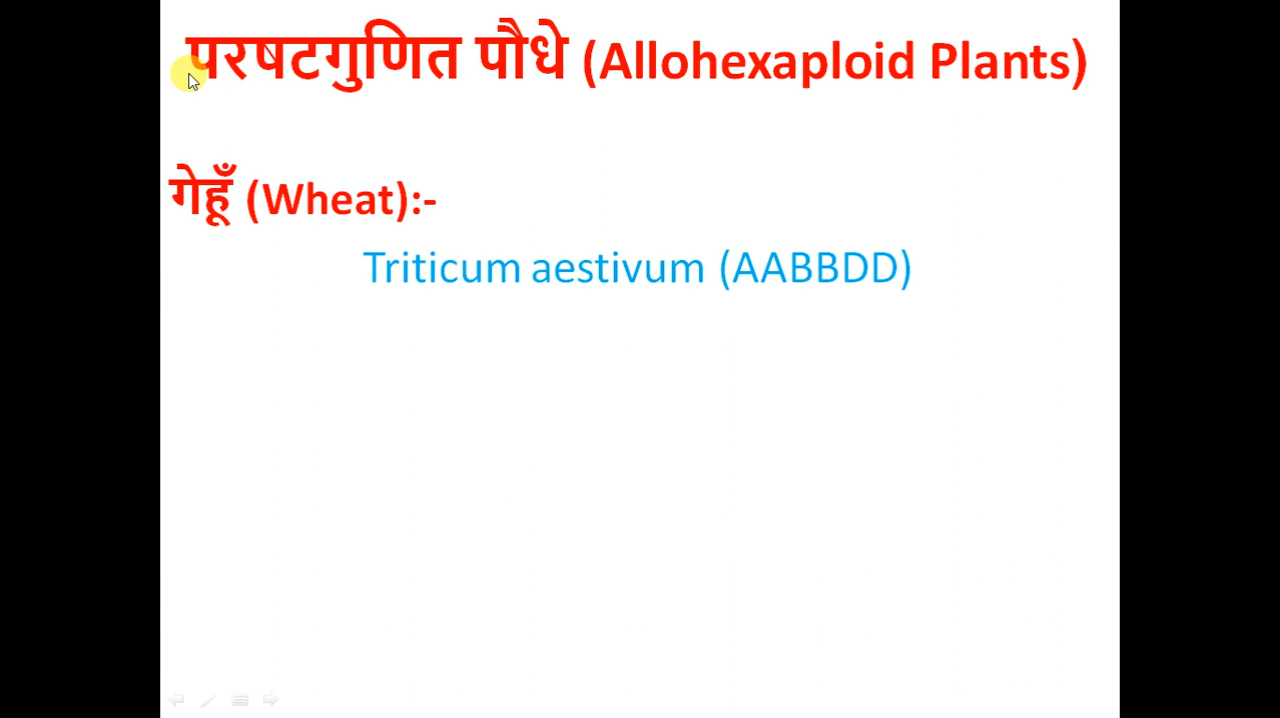 परषटगुणित पौधे (Allohexaploid Plants)
गेहूँ (Wheat):-
Triticum aestivum (AABBDD)